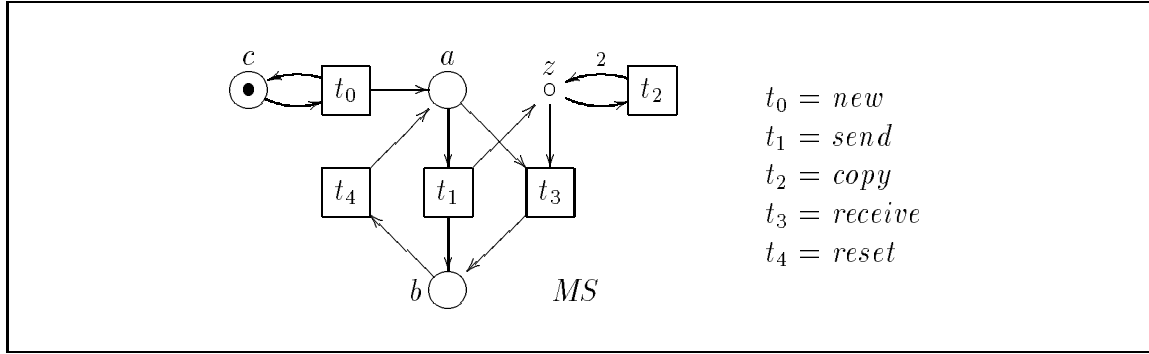 c
a
z
2
t0
t2
t4
t1
t3
b
MS
t0 = new
t1 = send
t2 = copy
t3 = receive
t4 = reset